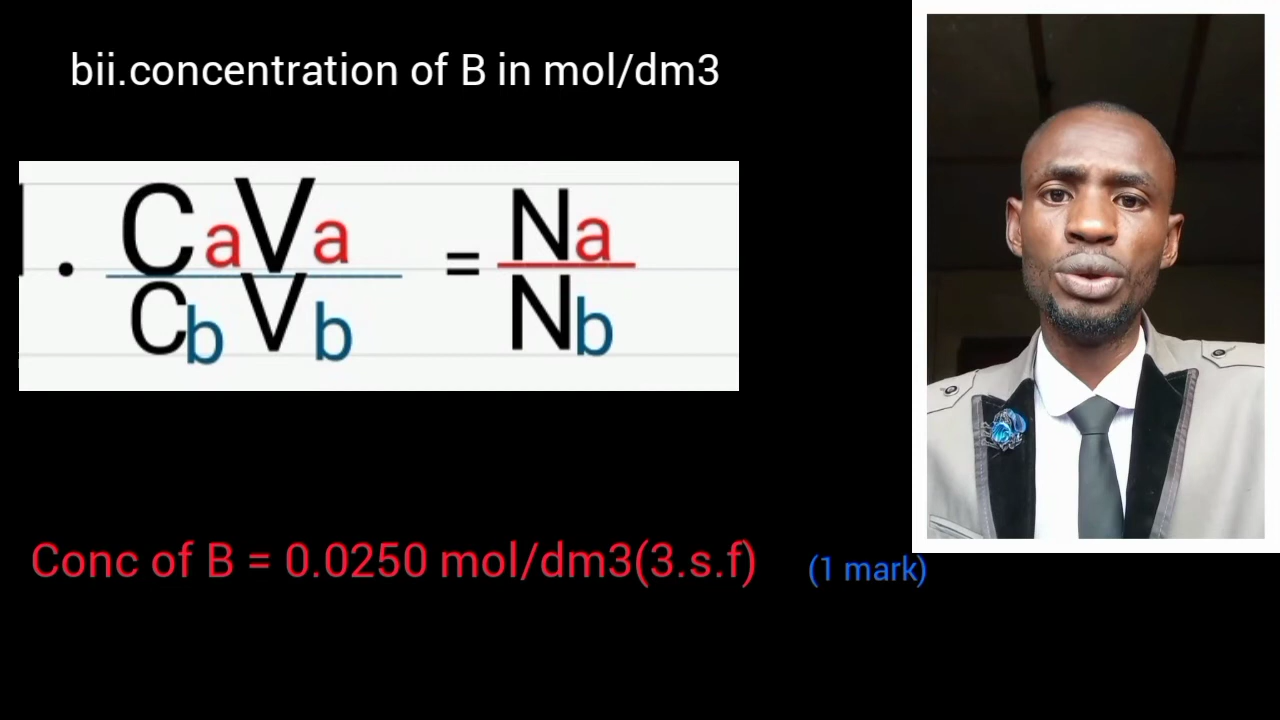 bii.concentration of B in mol/dm3
. CaVa = Na
CbVb Nb
Conc of B = 0.0250 mol/dm3(3.s.f) (1 mark)